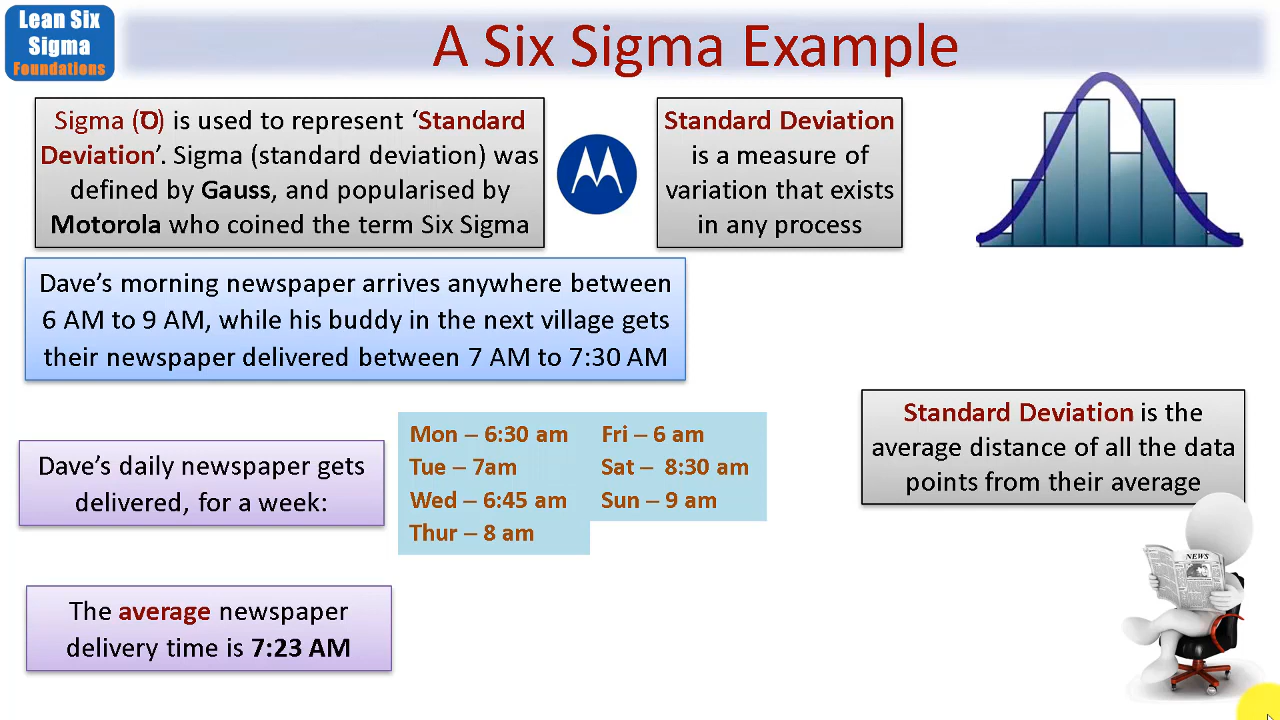 Lean Six
Sigma
Foundations
A Six Sigma Example
Sigma (Ѽ) is used to represent ‘Standard
Deviation’. Sigma (standard deviation) was
defined by Gauss, and popularised by
Motorola who coined the term Six Sigma
Standard Deviation
is a measure of
variation that exists
in any process
Dave’s morning newspaper arrives anywhere between
6 AM to 9 AM, while his buddy in the next village gets
their newspaper delivered between 7 AM to 7:30 AM
Dave’s daily newspaper gets
delivered, for a week:
Mon – 6:30 am
Tue – 7am
Wed – 6:45 am
Thur – 8 am
Fri – 6 am
Sat – 8:30 am
Sun – 9 am
Standard Deviation is the
average distance of all the data
points from their average
NEWS
The average newspaper
delivery time is 7:23 AM